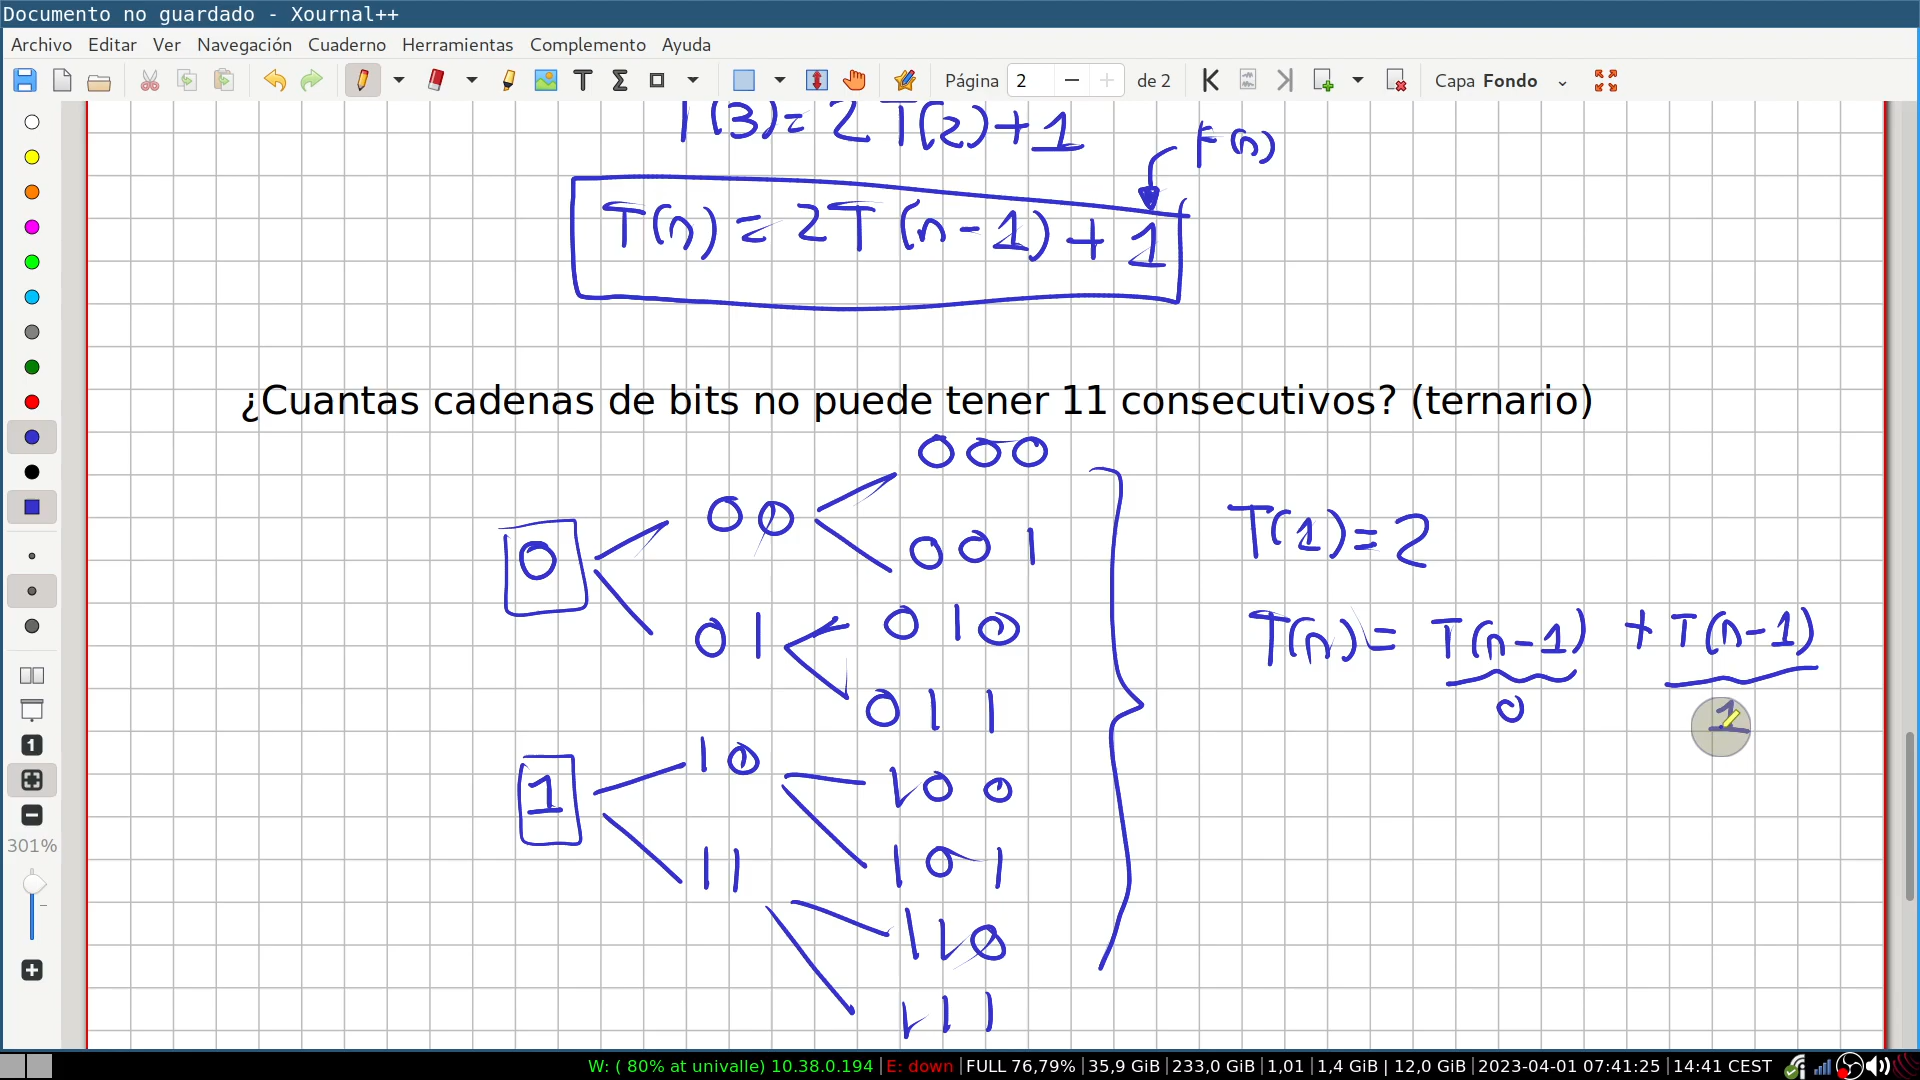 Documento no guardado - Xournal++
Archivo Editar Ver Navegación Cuaderno Herramientas Complemento Ayuda
Página 2 de 2 Capa Fondo
T(3)= 2 T(2)+1
F(n)
T(n) = 2T(n-1) + 1
¿Cuantas cadenas de bits no puede tener 11 consecutivos? (ternario)
000
00
001
0
010
01
011
10
100
1
101
11
110
111
T(1)=2
T(n)= T(n-1) + T(n-1)
0 1
301%
W: ( 80% at univalle) 10.38.0.194 | E: down | FULL 76,79% | 35,9 GiB | 233,0 GiB | 1,01 | 1,4 GiB | 12,0 GiB | 2023-04-01 07:41:25 | 14:41 CEST